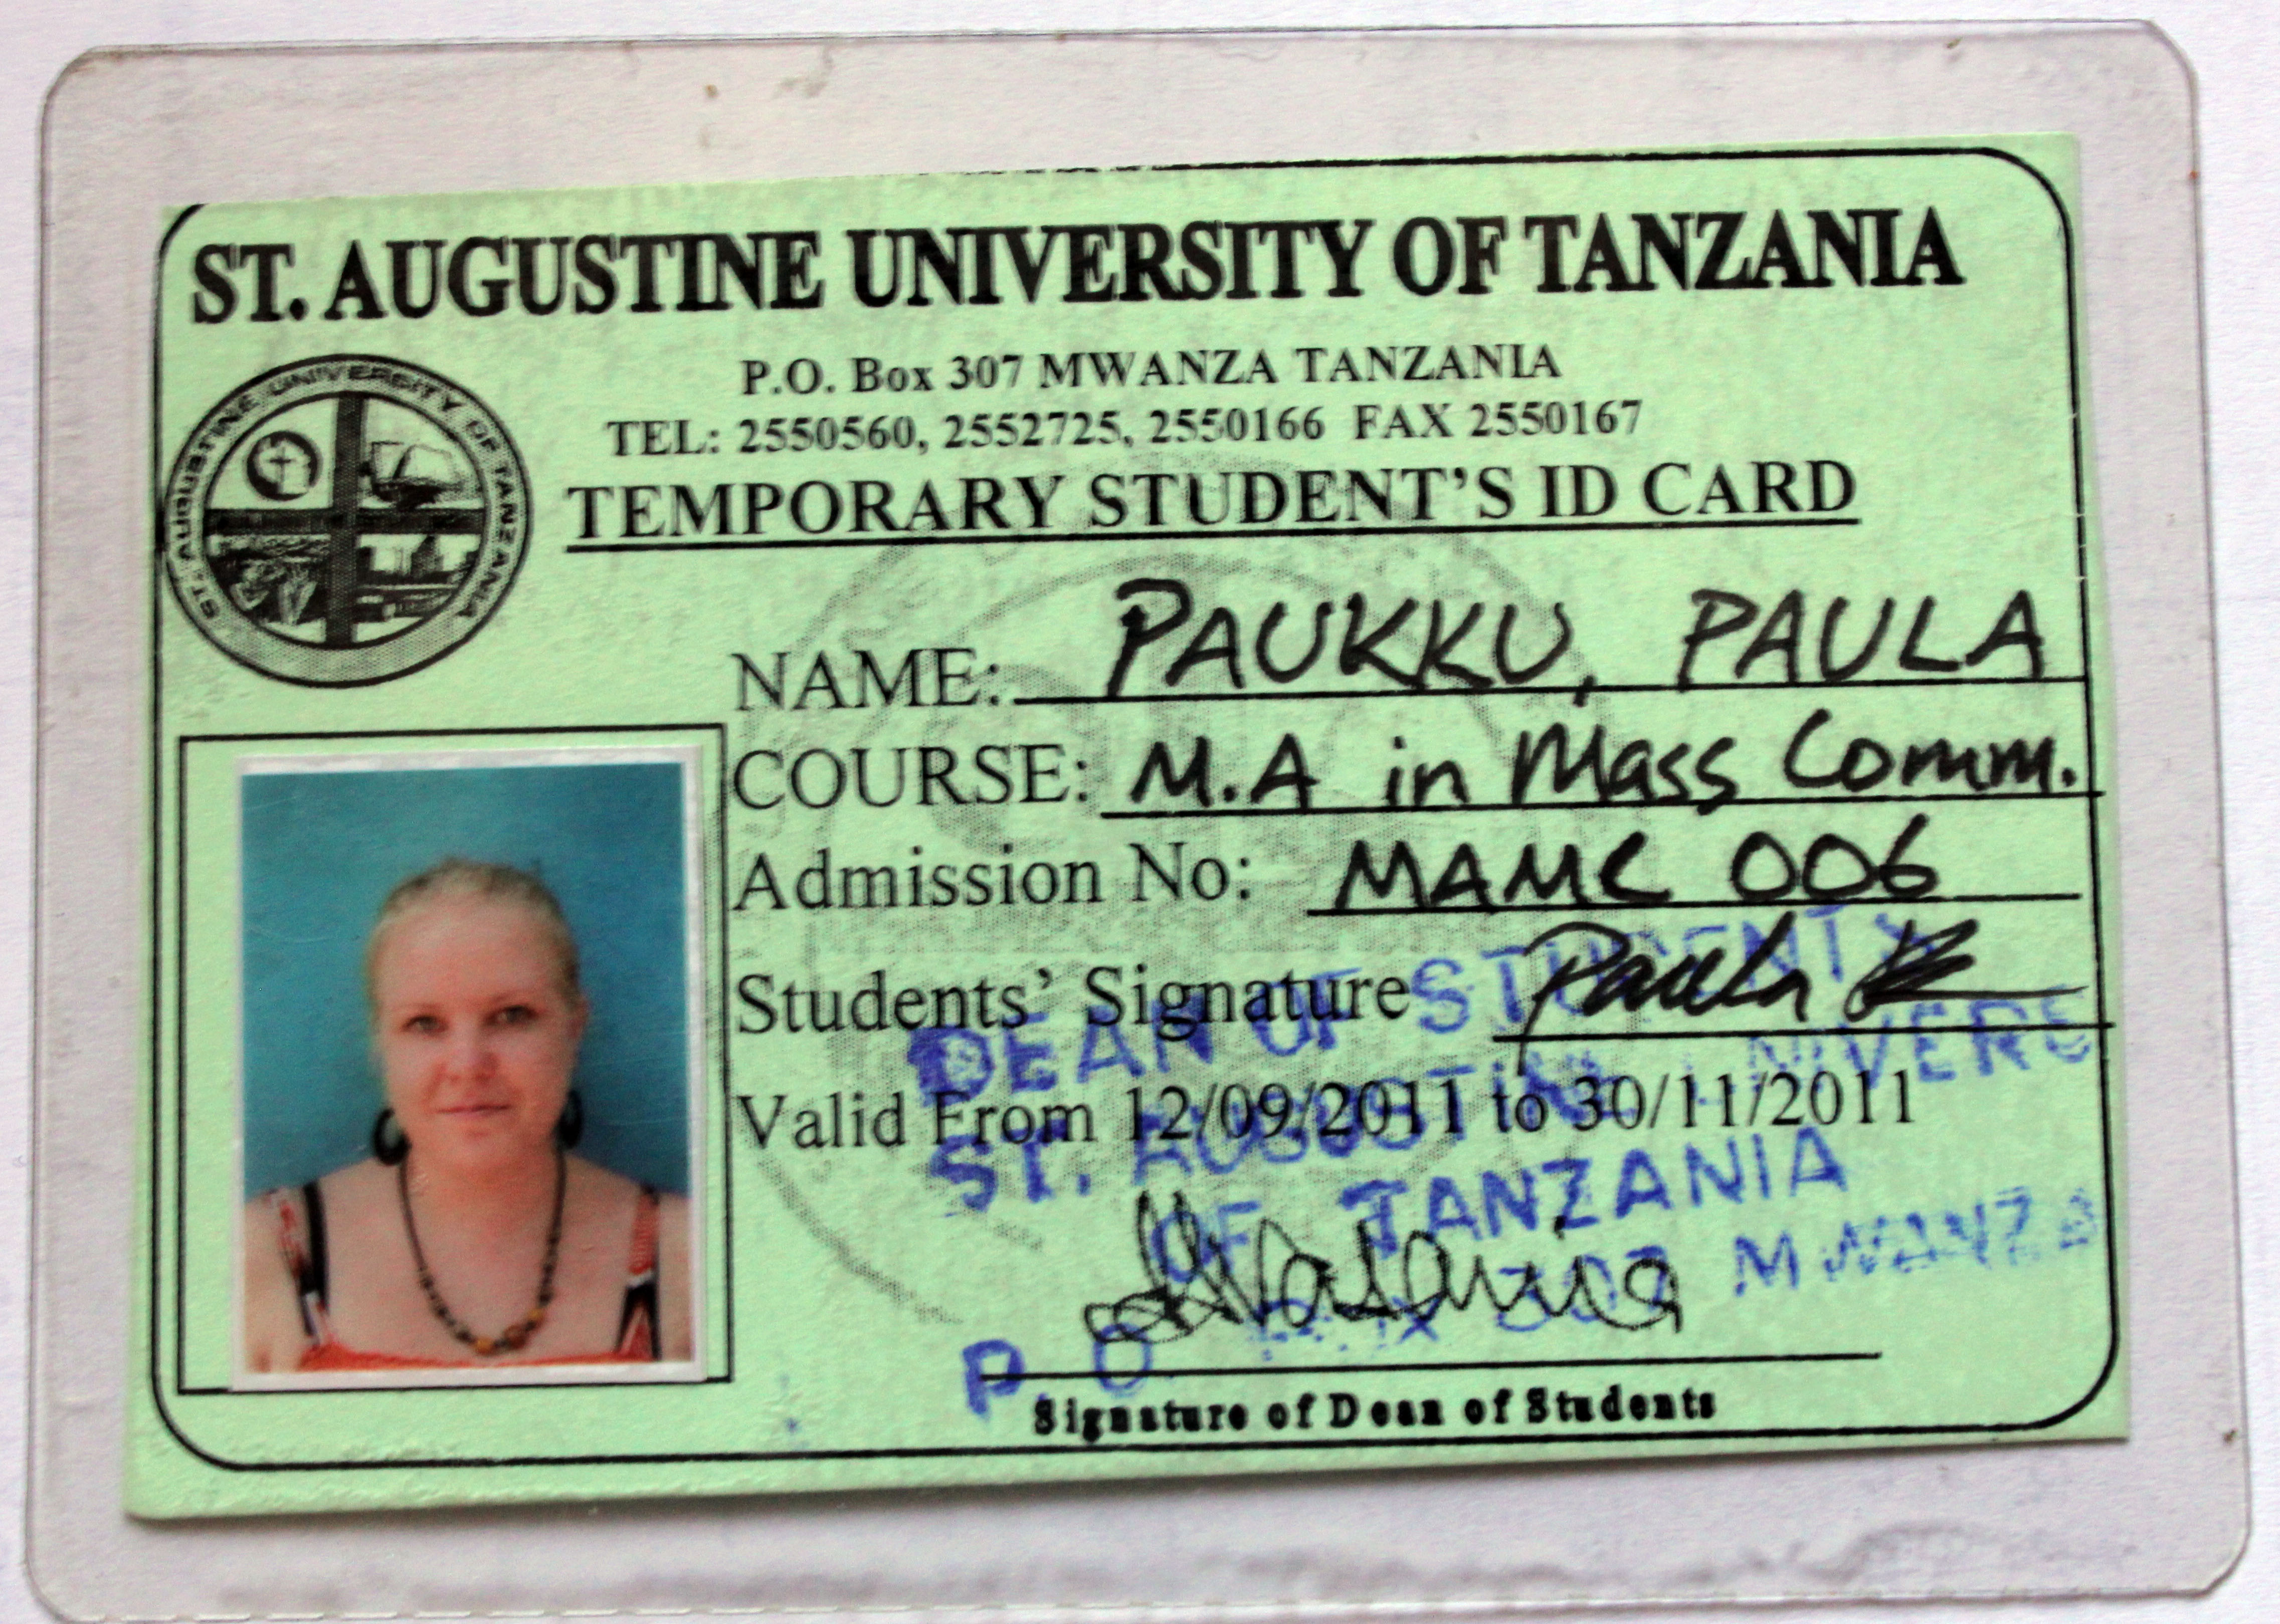 ST. AUGUSTINE UNIVERSITY OF TANZANIA
P.O. Box 307 MWANZA TANZANIA
TEL: 2550560, 2552725, 2550166 FAX 2550167
TEMPORARY STUDENT'S ID CARD
ST. AUGUSTINE UNIVERSITY OF TANZANIA
NAME: PAUKKU, PAULA
COURSE: M.A in Mass Comm.
Admission No: MAMC 006
Students' Signature Paula
Valid From 12/09/2011 to 30/11/2011
DEAN OF STUDENTS
ST. AUGUSTINE UNIVERS
OF TANZANIA
P. O. Box 307 MWANZA
Signature of Dean of Students